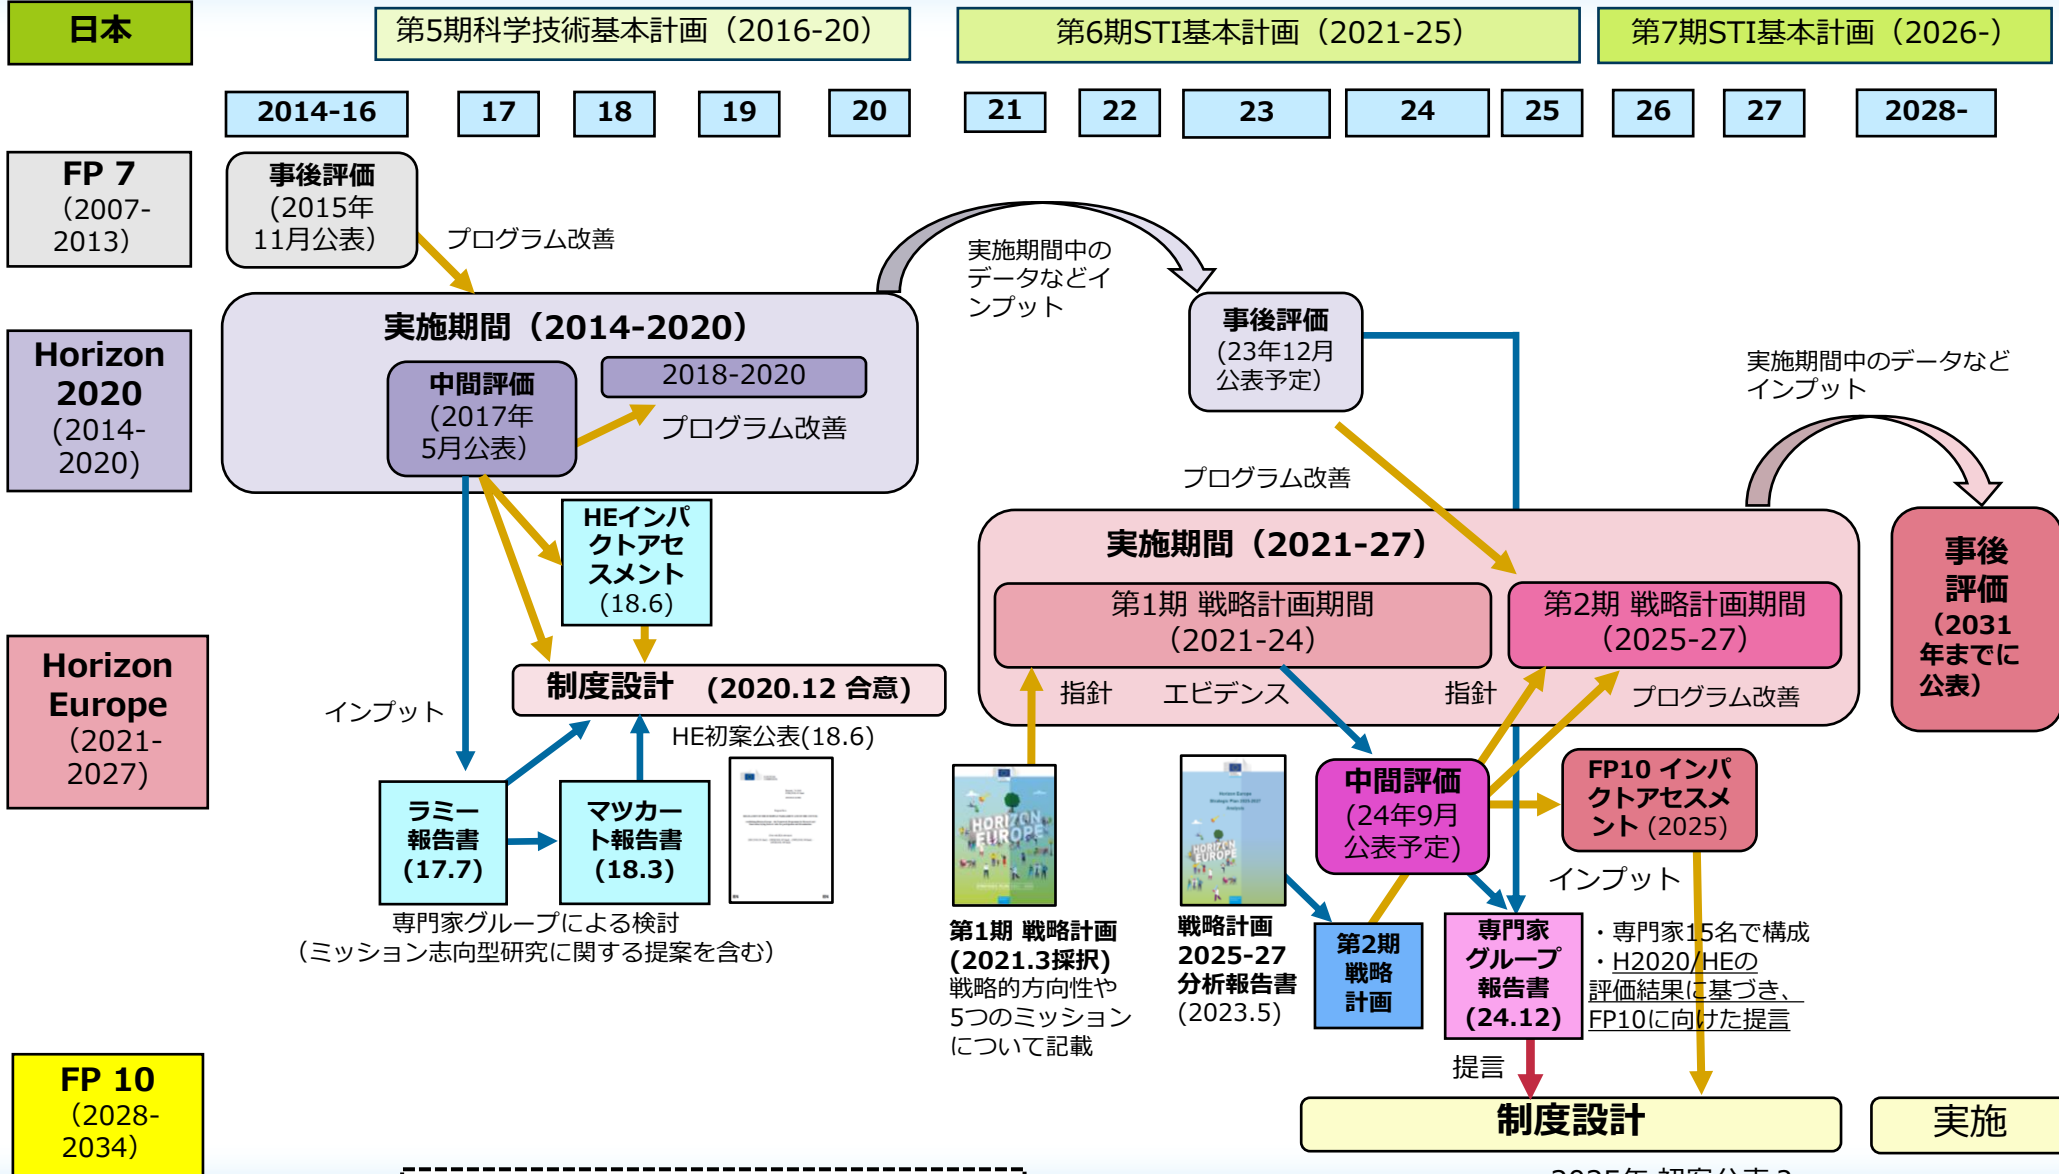 日本
第5期科学技術基本計画（2016-20）
第6期STI基本計画（2021-25）
第7期STI基本計画（2026-）
2014-16
17
18
19
20
21
22
23
24
25
26
27
2028-
FP 7
（2007-
2013）
事後評価
(2015年
11月公表）
プログラム改善
実施期間中の
データなどイ
ンプット
Horizon
2020
(2014-
2020)
実施期間（2014-2020）
中間評価
(2017年
5月公表）
2018-2020
プログラム改善
事後評価
(23年12月
公表予定）
実施期間中のデータなど
インプット
プログラム改善
HEインパ
クトアセ
スメント
(18.6)
Horizon
Europe
（2021-
2027)
制度設計 (2020.12 合意)
インプット
HE初案公表(18.6)
ラミー
報告書
(17.7)
マツカー
ト報告書
(18.3)
専門家グループによる検討
（ミッション志向型研究に関する提案を含む）
実施期間（2021-27）
第1期 戦略計画期間
（2021-24）
第2期 戦略計画期間
（2025-27）
指針
エビデンス
指針
プログラム改善
事後
評価
（2031
年までに
公表）
HORIZON
EUROPE
HORIZON
EUROPE
中間評価
(24年9月
公表予定)
FP10 インパ
クトアセスメ
ント (2025)
インプット
第1期 戦略計画
(2021.3採択)
戦略的方向性や
5つのミッション
について記載
戦略計画
2025-27
分析報告書
(2023.5)
第2期
戦略
計画
専門家
グループ
報告書
(24.12)
・専門家15名で構成
・H2020/HEの
評価結果に基づき、
FP10に向けた提言
提言
FP 10
（2028-
2034）
制度設計
実施